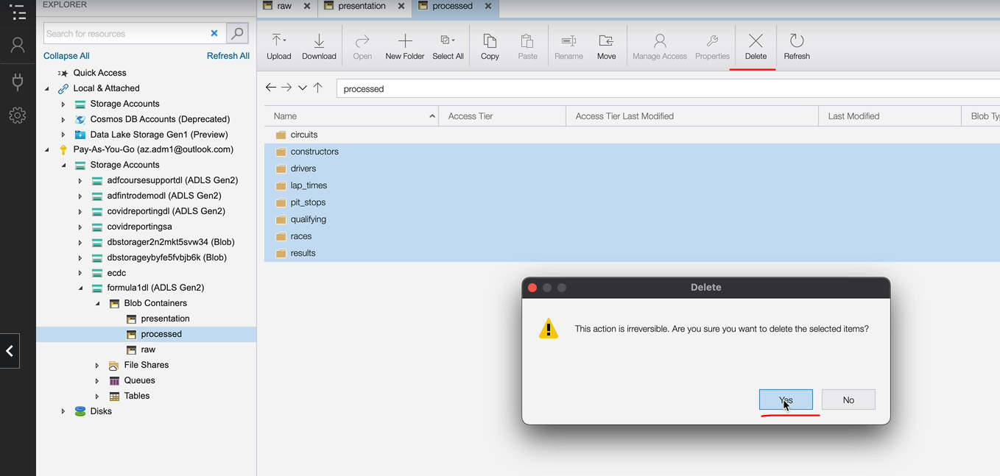 EXPLORER
Search for resources
Collapse All Refresh All
Quick Access
Local & Attached
Storage Accounts
Cosmos DB Accounts (Deprecated)
Data Lake Storage Gen1 (Preview)
Pay-As-You-Go (az.adm1@outlook.com)
Storage Accounts
adfcoursesupportdl (ADLS Gen2)
adfintrodemodl (ADLS Gen2)
covidreportingdl (ADLS Gen2)
covidreportingsa
dbstorager2n2mkt5svw34 (Blob)
dbstorageybyfe5fvbjb6k (Blob)
ecdc
formula1dl (ADLS Gen2)
Blob Containers
presentation
processed
raw
File Shares
Queues
Tables
Disks
raw presentation processed
Upload Download Open New Folder Select All Copy Paste Rename Move Manage Access Properties Delete Refresh
processed
Name Access Tier Access Tier Last Modified Last Modified Blob Ty
circuits
constructors
drivers
lap_times
pit_stops
qualifying
races
results
Delete
This action is irreversible. Are you sure you want to delete the selected items?
Yes No